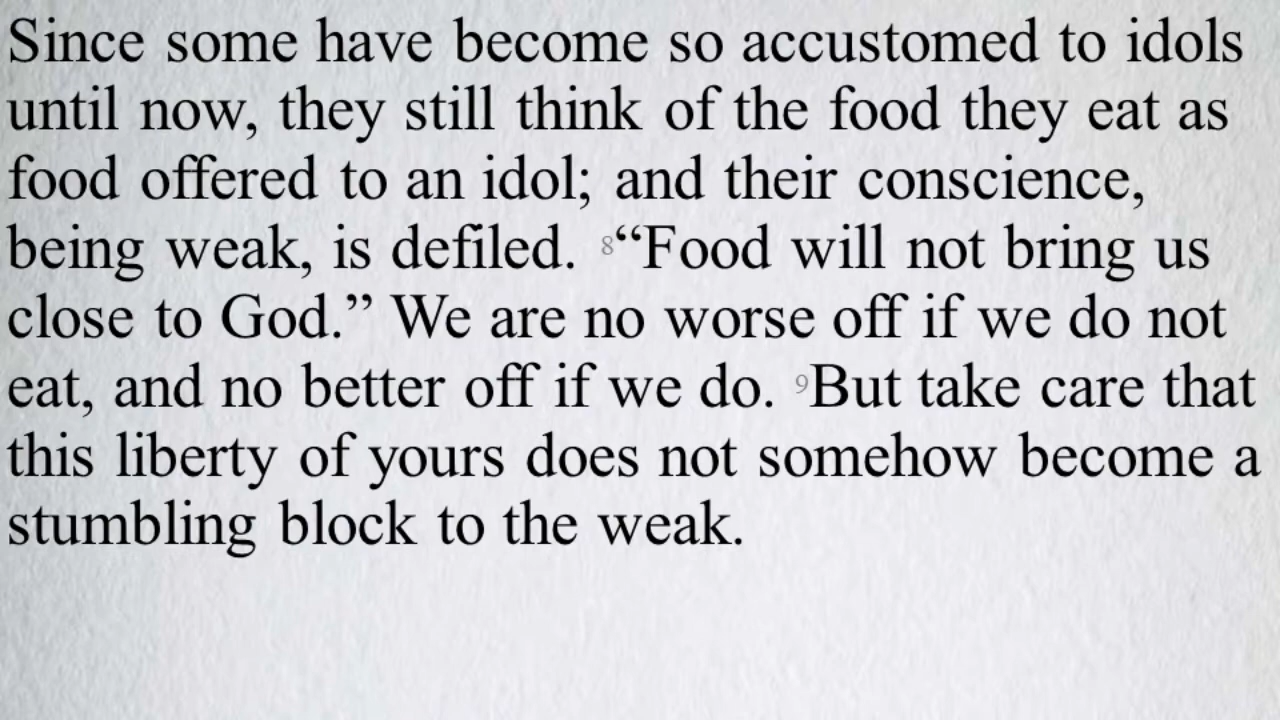 Since some have become so accustomed to idols
until now, they still think of the food they eat as
food offered to an idol; and their conscience,
being weak, is defiled. 8“Food will not bring us
close to God.” We are no worse off if we do not
eat, and no better off if we do. 9But take care that
this liberty of yours does not somehow become a
stumbling block to the weak.